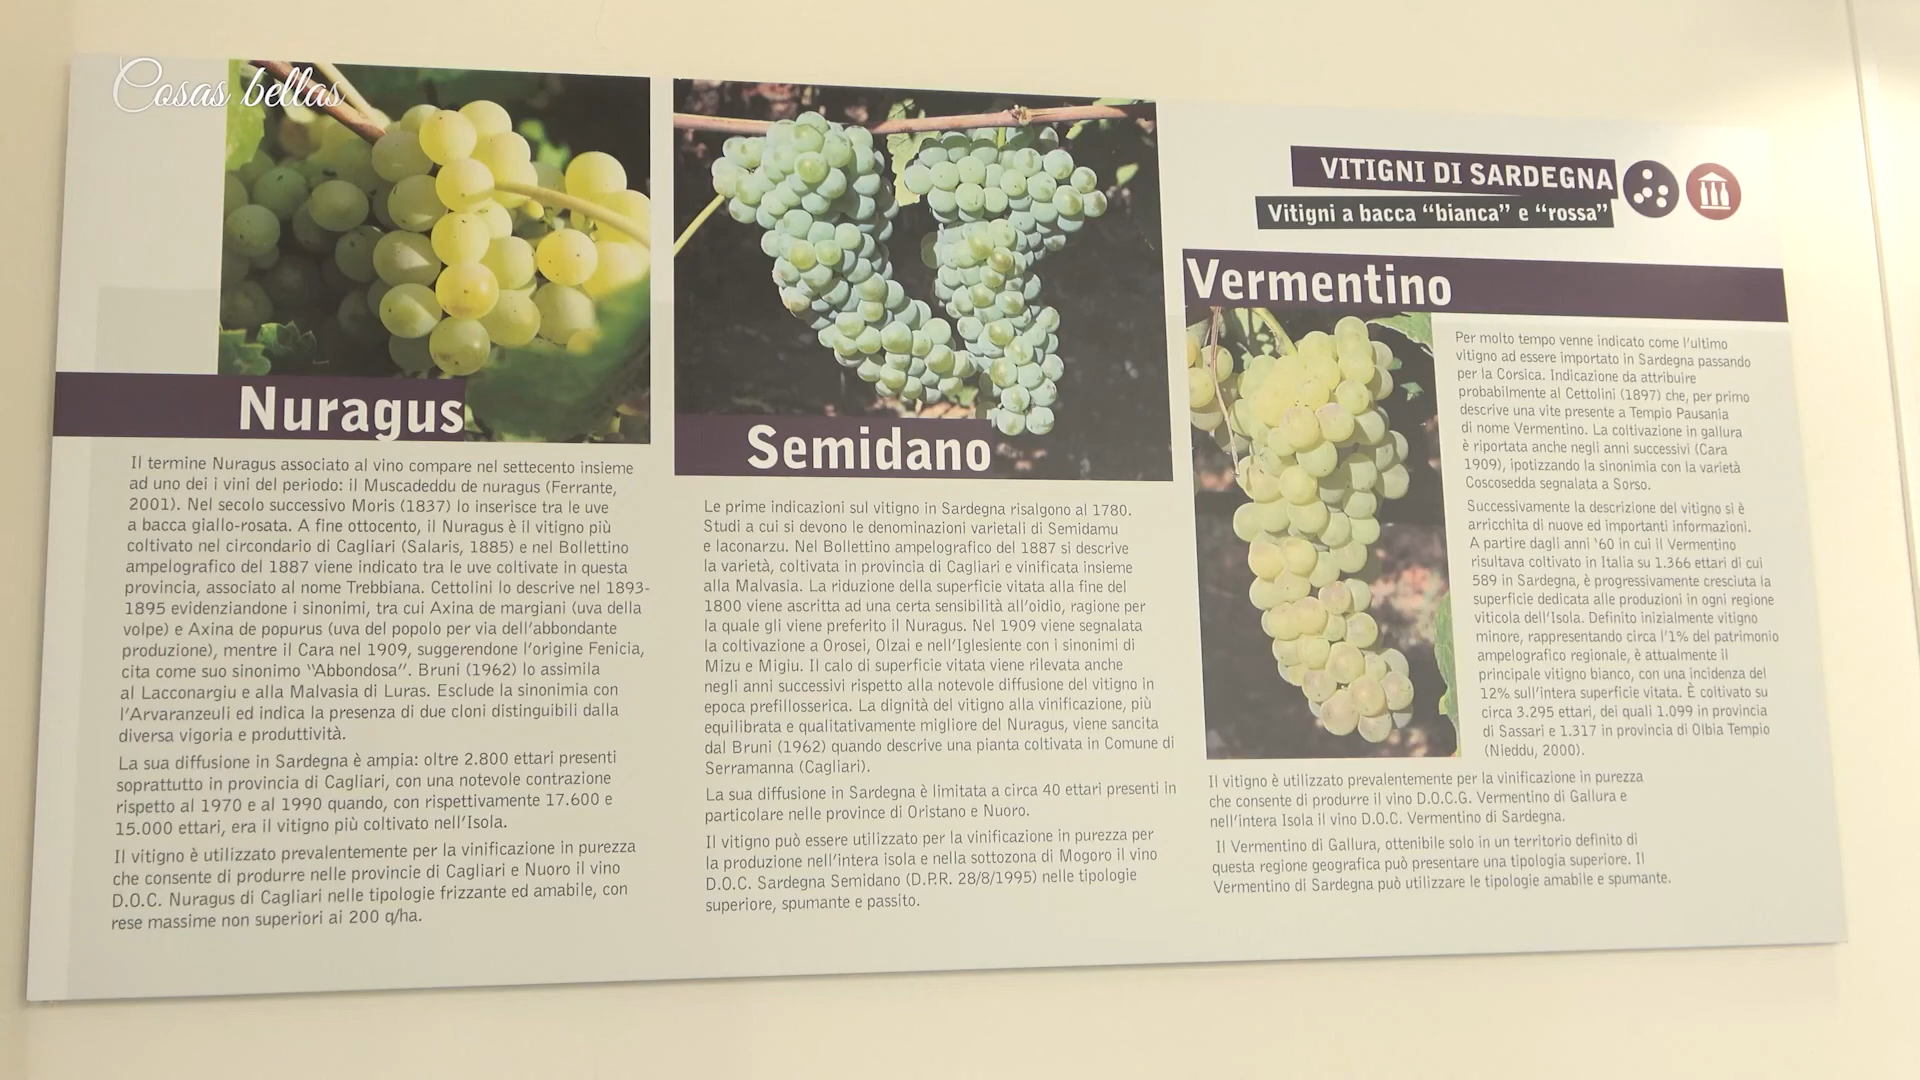 Cosas bellas
Nuragus
Il termine Nuragus associato al vino compare nel settecento insieme
ad uno dei i vini del periodo: il Muscadeddu de nuragus (Ferrante,
2001). Nel secolo successivo Moris (1837) lo inserisce tra le uve
a bacca giallo-rosata. A fine ottocento, il Nuragus è il vitigno più
coltivato nel circondario di Cagliari (Salaris, 1885) e nel Bollettino
ampelografico del 1887 viene indicato tra le uve coltivate in questa
provincia, associato al nome Trebbiana. Cettolini lo descrive nel 1893-
1895 evidenziandone i sinonimi, tra cui Axina de margiani (uva della
volpe) e Axina de popurus (uva del popolo per via dell'abbondante
produzione), mentre il Cara nel 1909, suggerendone l'origine Fenicia,
cita come suo sinonimo "Abbondosa". Bruni (1962) lo assimila
al Lacconargiu e alla Malvasia di Luras. Esclude la sinonimia con
l'Arvaranzeuli ed indica la presenza di due cloni distinguibili dalla
diversa vigoria e produttività.
La sua diffusione in Sardegna è ampia: oltre 2.800 ettari presenti
soprattutto in provincia di Cagliari, con una notevole contrazione
rispetto al 1970 e al 1990 quando, con rispettivamente 17.600 e
15.000 ettari, era il vitigno più coltivato nell'Isola.
Il vitigno è utilizzato prevalentemente per la vinificazione in purezza
che consente di produrre nelle provincie di Cagliari e Nuoro il vino
D.O.C. Nuragus di Cagliari nelle tipologie frizzante ed amabile, con
rese massime non superiori ai 200 q/ha.
Semidano
Le prime indicazioni sul vitigno in Sardegna risalgono al 1780.
Studi a cui si devono le denominazioni varietali di Semidamu
e laconarzu. Nel Bollettino ampelografico del 1887 si descrive
la varietà, coltivata in provincia di Cagliari e vinificata insieme
alla Malvasia. La riduzione della superficie vitata alla fine del
1800 viene ascritta ad una certa sensibilità all'oidio, ragione per
la quale gli viene preferito il Nuragus. Nel 1909 viene segnalata
la coltivazione a Orosei, Olzai e nell'Iglesiente con i sinonimi di
Mizu e Migiu. Il calo di superficie vitata viene rilevata anche
negli anni successivi rispetto alla notevole diffusione del vitigno in
epoca prefillosserica. La dignità del vitigno alla vinificazione, più
equilibrata e qualitativamente migliore del Nuragus, viene sancita
dal Bruni (1962) quando descrive una pianta coltivata in Comune di
Serramanna (Cagliari).
La sua diffusione in Sardegna è limitata a circa 40 ettari presenti in
particolare nelle province di Oristano e Nuoro.
Il vitigno può essere utilizzato per la vinificazione in purezza per
la produzione nell'intera isola e nella sottozona di Mogoro il vino
D.O.C. Sardegna Semidano (D.P.R. 28/8/1995) nelle tipologie
superiore, spumante e passito.
VITIGNI DI SARDEGNA
Vitigni a bacca "bianca" e "rossa"
Vermentino
Per molto tempo venne indicato come l'ultimo
vitigno ad essere importato in Sardegna passando
per la Corsica. Indicazione da attribuire
probabilmente al Cettolini (1897) che, per primo
descrive una vite presente a Tempio Pausania
di nome Vermentino. La coltivazione in gallura
è riportata anche negli anni successivi (Cara
1909), ipotizzando la sinonimia con la varietà
Coscosedda segnalata a Sorso.
Successivamente la descrizione del vitigno si è
arricchita di nuove ed importanti informazioni.
A partire dagli anni '60 in cui il Vermentino
risultava coltivato in Italia su 1.366 ettari di cui
589 in Sardegna, è progressivamente cresciuta la
superficie dedicata alle produzioni in ogni regione
viticola dell'Isola. Definito inizialmente vitigno
minore, rappresentando circa l'1% del patrimonio
ampelografico regionale, è attualmente il
principale vitigno bianco, con una incidenza del
12% sull'intera superficie vitata. È coltivato su
circa 3.295 ettari, dei quali 1.099 in provincia
di Sassari e 1.317 in provincia di Olbia Tempio
(Nieddu, 2000).
Il vitigno è utilizzato prevalentemente per la vinificazione in purezza
che consente di produrre il vino D.O.C.G. Vermentino di Gallura e
nell'intera Isola il vino D.O.C. Vermentino di Sardegna.
Il Vermentino di Gallura, ottenibile solo in un territorio definito di
questa regione geografica può presentare una tipologia superiore. Il
Vermentino di Sardegna può utilizzare le tipologie amabile e spumante.